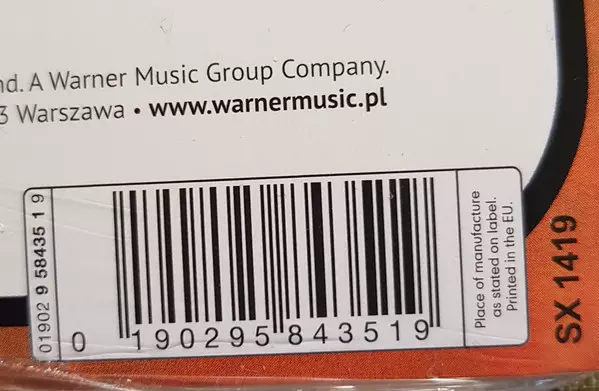 nd. A Warner Music Group Company.
3 Warszawa • www.warnermusic.pl
01902 9 58435 1 9
0 190295 843519
Place of manufacture
as stated on label.
Printed in the EU.
SX 1419